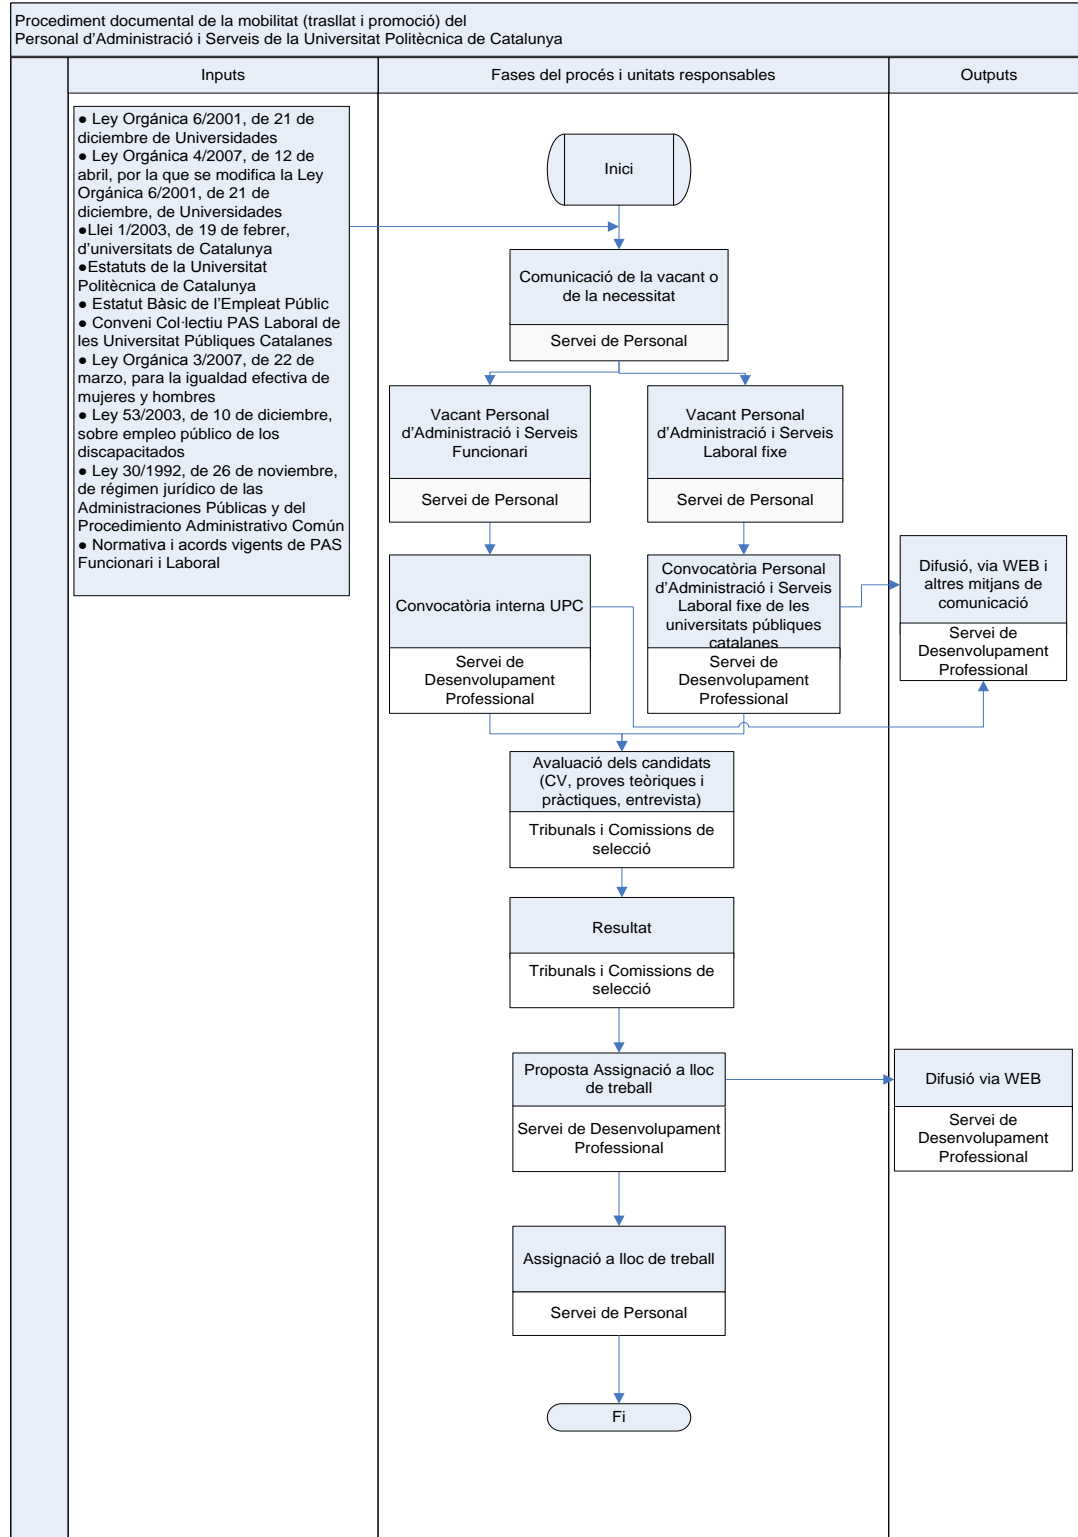 Procediment documental de la mobilitat (trasllat i promoció) del
Personal d'Administració i Serveis de la Universitat Politècnica de Catalunya
Inputs
Fases del procés i unitats responsables
Outputs
● Ley Orgánica 6/2001, de 21 de
diciembre de Universidades
● Ley Orgánica 4/2007, de 12 de
abril, por la que se modifica la Ley
Orgánica 6/2001, de 21 de
diciembre, de Universidades
●Llei 1/2003, de 19 de febrer,
d'universitats de Catalunya
●Estatuts de la Universitat
Politècnica de Catalunya
● Estatut Bàsic de l'Empleat Públic
● Conveni Col·lectiu PAS Laboral de
les Universitat Públiques Catalanes
● Ley Orgánica 3/2007, de 22 de
marzo, para la igualdad efectiva de
mujeres y hombres
● Ley 53/2003, de 10 de diciembre,
sobre empleo público de los
discapacitados
● Ley 30/1992, de 26 de noviembre,
de régimen jurídico de las
Administraciones Públicas y del
Procedimiento Administrativo Común
● Normativa i acords vigents de PAS
Funcionari i Laboral
Inici
Comunicació de la vacant o
de la necessitat
Servei de Personal
Vacant Personal
d'Administració i Serveis
Funcionari
Servei de Personal
Vacant Personal
d'Administració i Serveis
Laboral fixe
Servei de Personal
Convocatòria interna UPC
Servei de
Desenvolupament
Professional
Convocatòria Personal
d'Administració i Serveis
Laboral fixe de les
universitats públiques
catalanes
Servei de
Desenvolupament
Professional
Difusió, via WEB i
altres mitjans de
comunicació
Servei de
Desenvolupament
Professional
Avaluació dels candidats
(CV, proves teòriques i
pràctiques, entrevista)
Tribunals i Comissions de
selecció
Resultat
Tribunals i Comissions de
selecció
Proposta Assignació a lloc
de treball
Servei de Desenvolupament
Professional
Difusió via WEB
Servei de
Desenvolupament
Professional
Assignació a lloc de treball
Servei de Personal
Fi